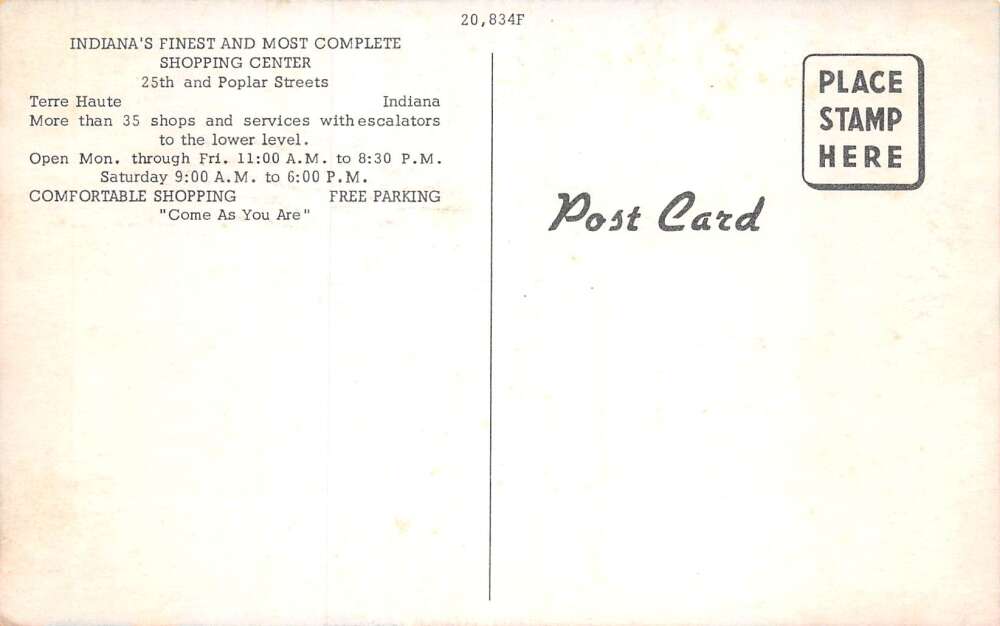 20,834F
INDIANA'S FINEST AND MOST COMPLETE
SHOPPING CENTER
25th and Poplar Streets
Terre Haute Indiana
More than 35 shops and services with escalators
to the lower level.
Open Mon. through Fri. 11:00 A.M. to 8:30 P.M.
Saturday 9:00 A.M. to 6:00 P.M.
COMFORTABLE SHOPPING FREE PARKING
"Come As You Are"
PLACE
STAMP
HERE
Post Card